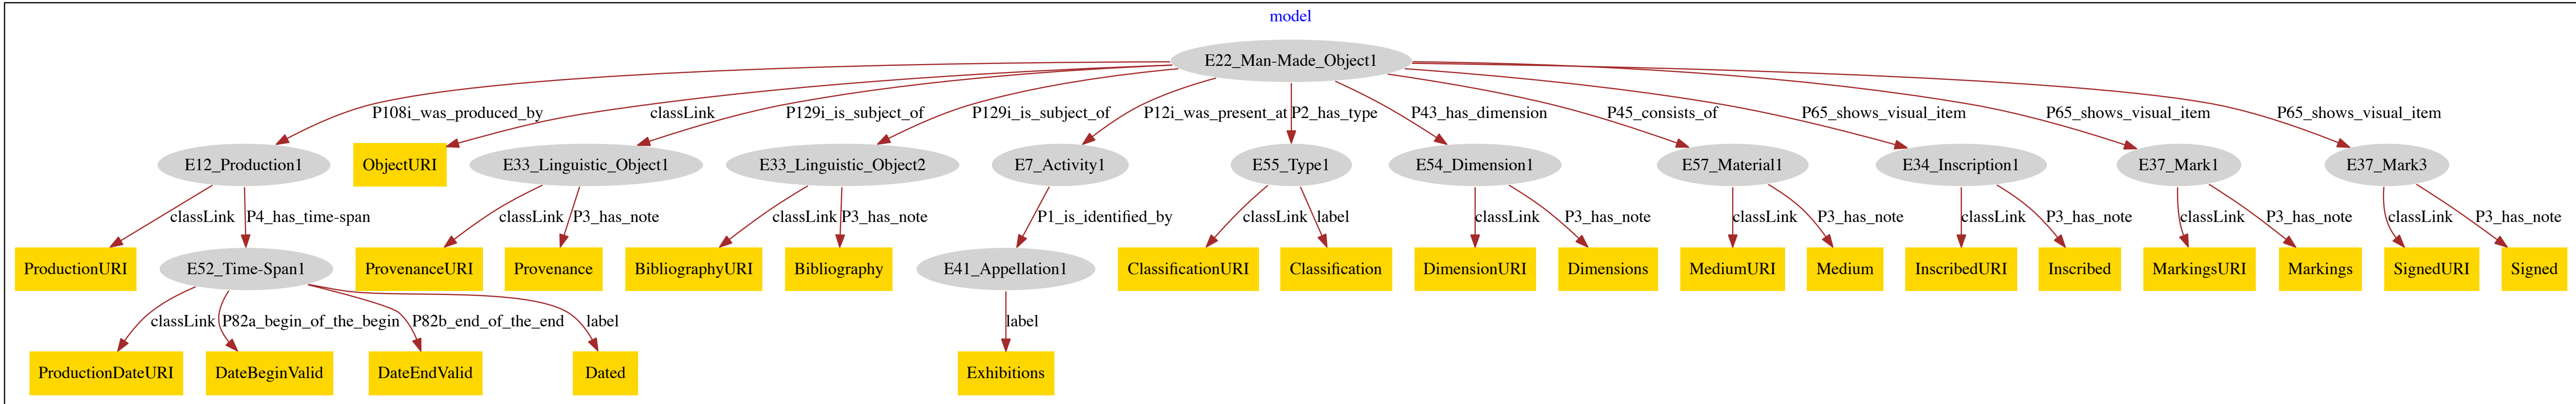 model
E22_Man-Made_Object1
P108i_was_produced_by classLink P129i_is_subject_of P129i_is_subject_of P12i_was_present_at P2_has_type P43_has_dimension P45_consists_of P65_shows_visual_item P65_shows_visual_item P65_shows_visual_item
E12_Production1 ObjectURI E33_Linguistic_Object1 E33_Linguistic_Object2 E7_Activity1 E55_Type1 E54_Dimension1 E57_Material1 E34_Inscription1 E37_Mark1 E37_Mark3
classLink P4_has_time-span classLink P3_has_note classLink P3_has_note P1_is_identified_by classLink label classLink P3_has_note classLink P3_has_note classLink P3_has_note classLink P3_has_note classLink P3_has_note
ProductionURI E52_Time-Span1 ProvenanceURI Provenance BibliographyURI Bibliography E41_Appellation1 ClassificationURI Classification DimensionURI Dimensions MediumURI Medium InscribedURI Inscribed MarkingsURI Markings SignedURI Signed
classLink P82a_begin_of_the_begin P82b_end_of_the_end label label
ProductionDateURI DateBeginValid DateEndValid Dated Exhibitions